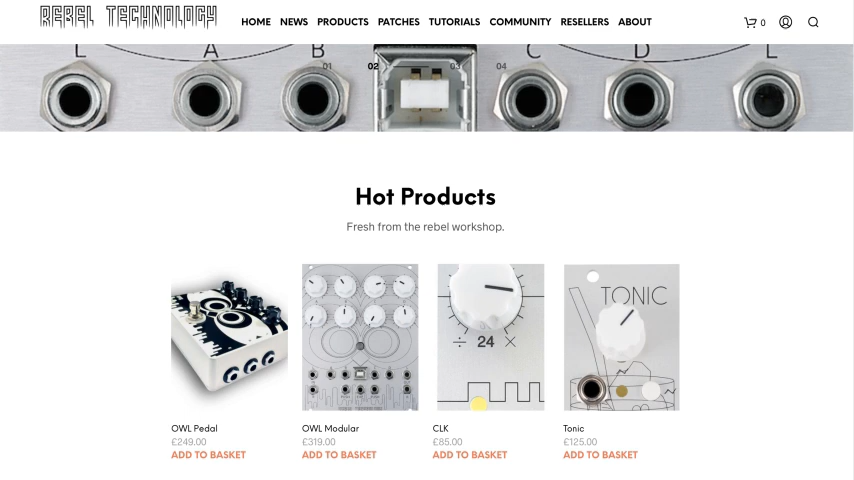 REBEL TECHNOLOGY
HOME NEWS PRODUCTS PATCHES TUTORIALS COMMUNITY RESELLERS ABOUT
0
L A B C D L
01 02 03 04
Hot Products
Fresh from the rebel workshop.
÷ 24 ×
TONIC
OWL Pedal
£249.00
ADD TO BASKET
OWL Modular
£319.00
ADD TO BASKET
CLK
£85.00
ADD TO BASKET
Tonic
£125.00
ADD TO BASKET